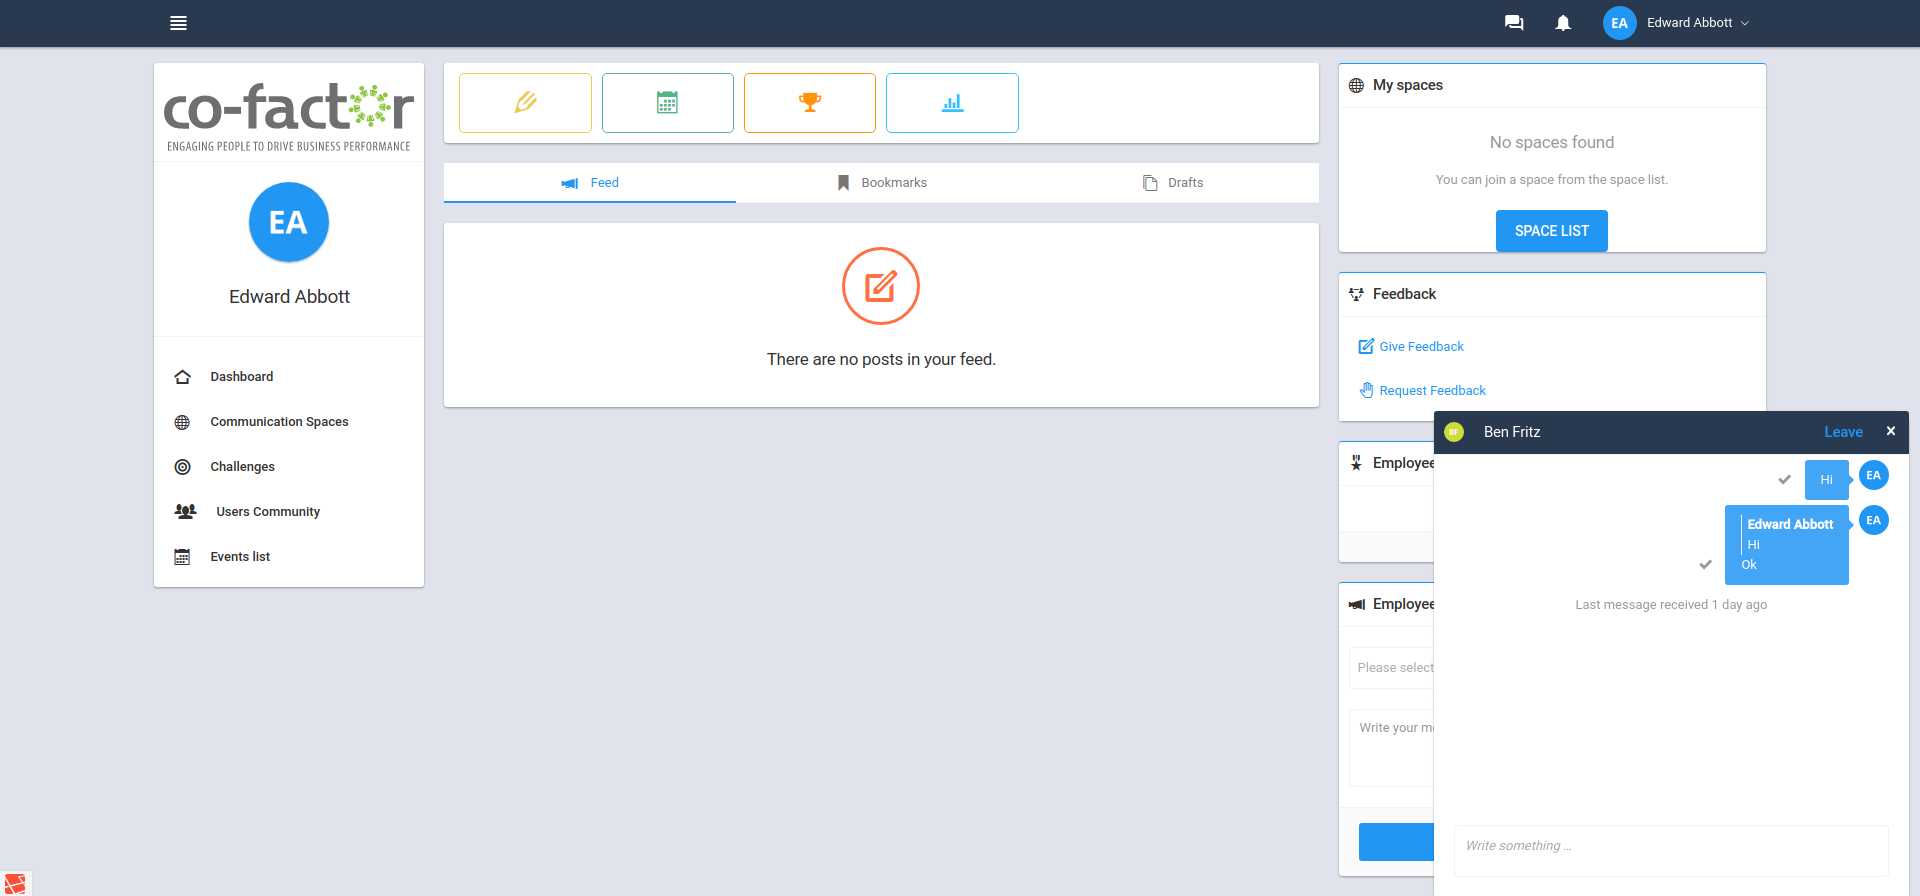 EA
Edward Abbott
co-factor
ENGAGING PEOPLE TO DRIVE BUSINESS PERFORMANCE
EA
Edward Abbott
Dashboard
Communication Spaces
Challenges
Users Community
Events list
Feed
Bookmarks
Drafts
There are no posts in your feed.
My spaces
No spaces found
You can join a space from the space list.
SPACE LIST
Feedback
Give Feedback
Request Feedback
Employee
Employee
Please select
Write your m
BF
Ben Fritz
Leave
Hi
EA
Edward Abbott
Hi
Ok
EA
Last message received 1 day ago
Write something ...